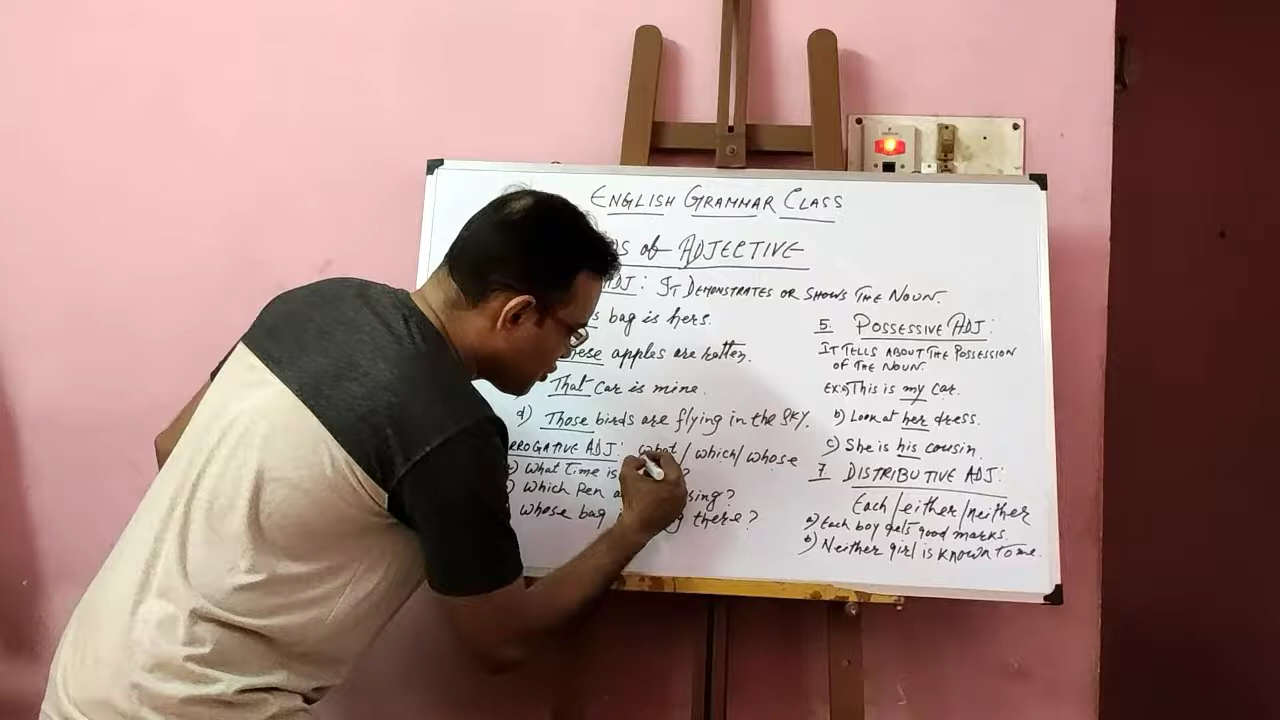 ENGLISH GRAMMAR CLASS
of ADJECTIVE
ADJ: IT DEMONSTRATES OR SHOWS THE NOUN.
bag is hers.
apples are rotten.
That car is mine.
d) Those birds are flying in the sky.
ADJ: what/which/whose
What time is ?
Which Pen ?
whose bag there?
5. POSSESSIVE ADJ:
IT TELLS ABOUT THE POSSESSION
OF THE NOUN.
Ex:a) This is my car.
b) Look at her dress.
c) She is his cousin.
7. DISTRIBUTIVE ADJ:
Each/either/neither
a) Each boy gets good marks.
b) Neither girl is known to me.